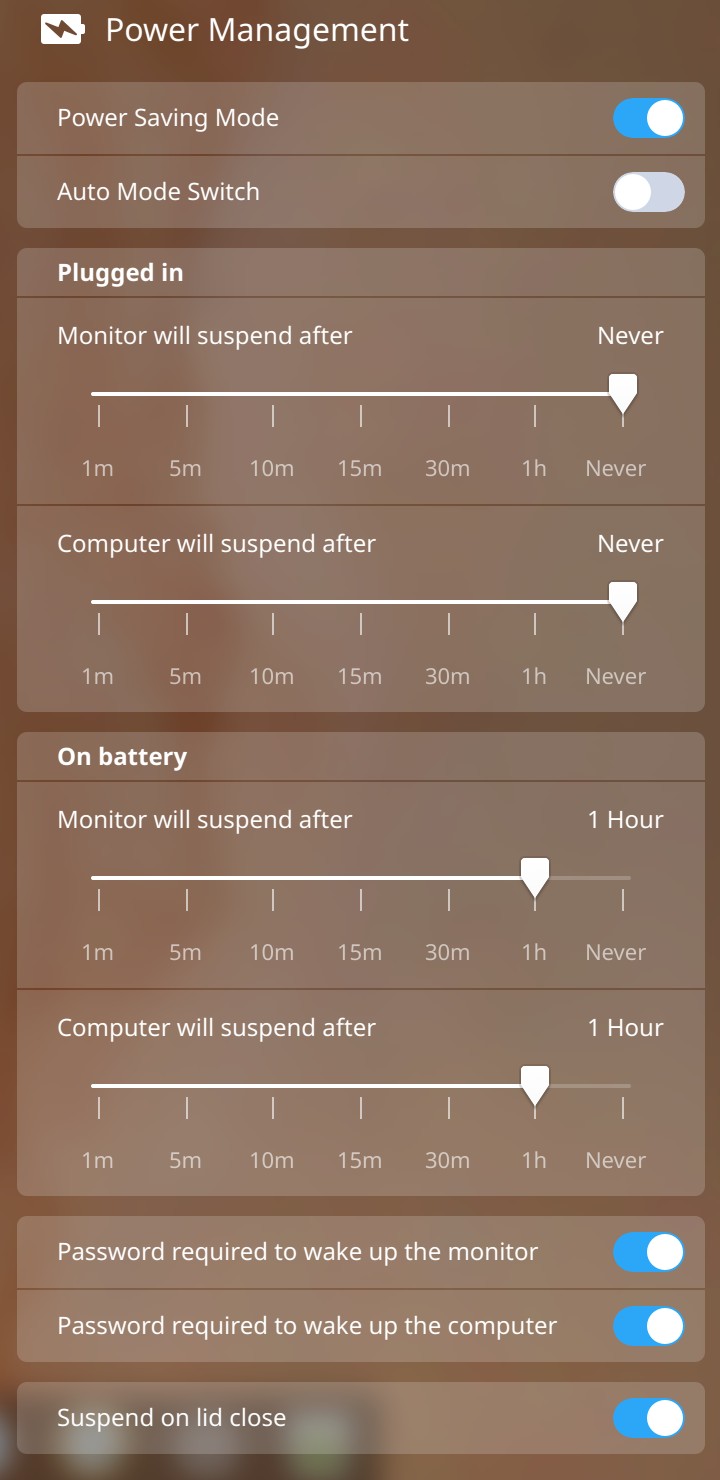 Power Management
Power Saving Mode
Auto Mode Switch
Plugged in
Monitor will suspend after Never
1m 5m 10m 15m 30m 1h Never
Computer will suspend after Never
1m 5m 10m 15m 30m 1h Never
On battery
Monitor will suspend after 1 Hour
1m 5m 10m 15m 30m 1h Never
Computer will suspend after 1 Hour
1m 5m 10m 15m 30m 1h Never
Password required to wake up the monitor
Password required to wake up the computer
Suspend on lid close